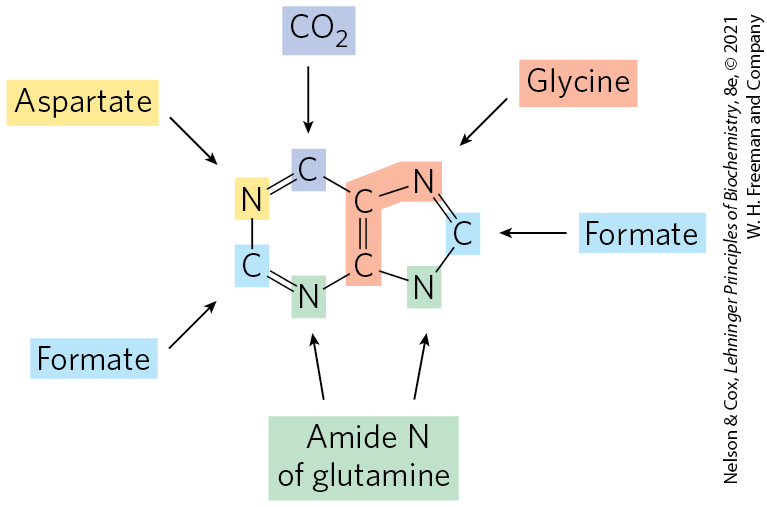 CO2
Aspartate
Glycine
C
N
N
C
C
C
C
N
N
Formate
Formate
Amide N
of glutamine
Nelson & Cox, Lehninger Principles of Biochemistry, 8e, © 2021
W. H. Freeman and Company